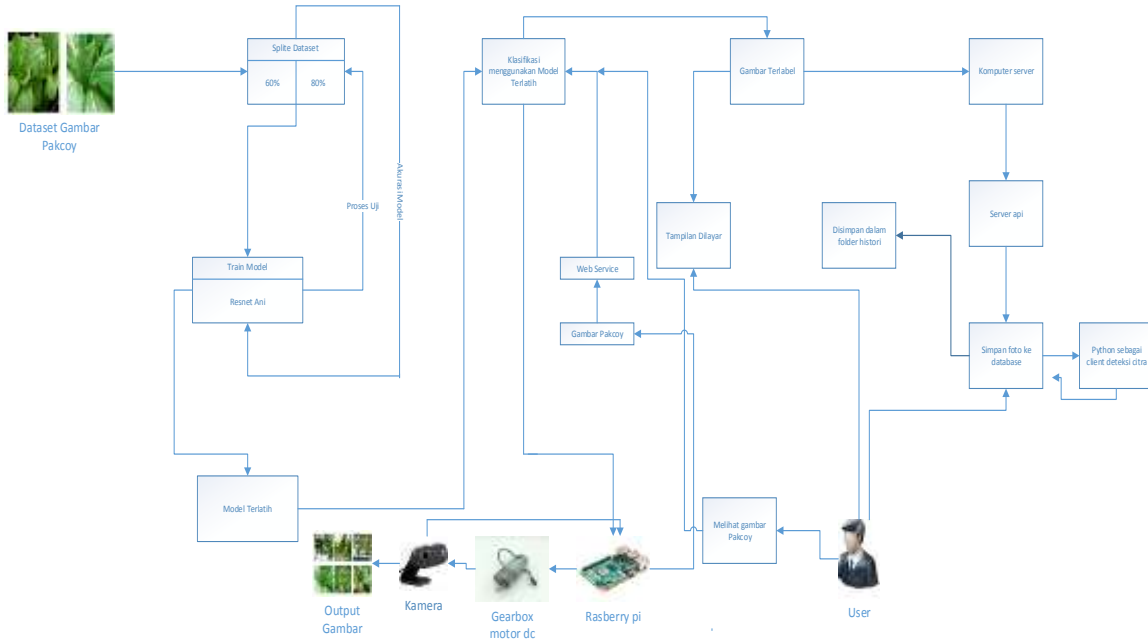 Splite Dataset
60%
80%
Dataset Gambar
Pakcoy
Akurasi Model
Proses Uji
Train Model
Resnet Ani
Model Terlatih
Klasifikasi
menggunakan Model
Terlatih
Gambar Terlabel
Komputer server
Server api
Disimpan dalam
folder histori
Tampilan Dilayar
Web Service
Gambar Pakcoy
Simpan foto ke
database
Python sebagai
client deteksi citra
Melihat gambar
Pakcoy
Output
Gambar
Kamera
Gearbox
motor dc
Rasberry pi
User